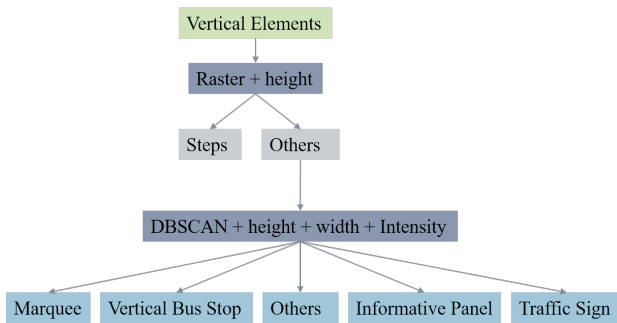 Vertical Elements
Raster + height
Steps
Others
DBSCAN + height + width + Intensity
Marquee
Vertical Bus Stop
Others
Informative Panel
Traffic Sign